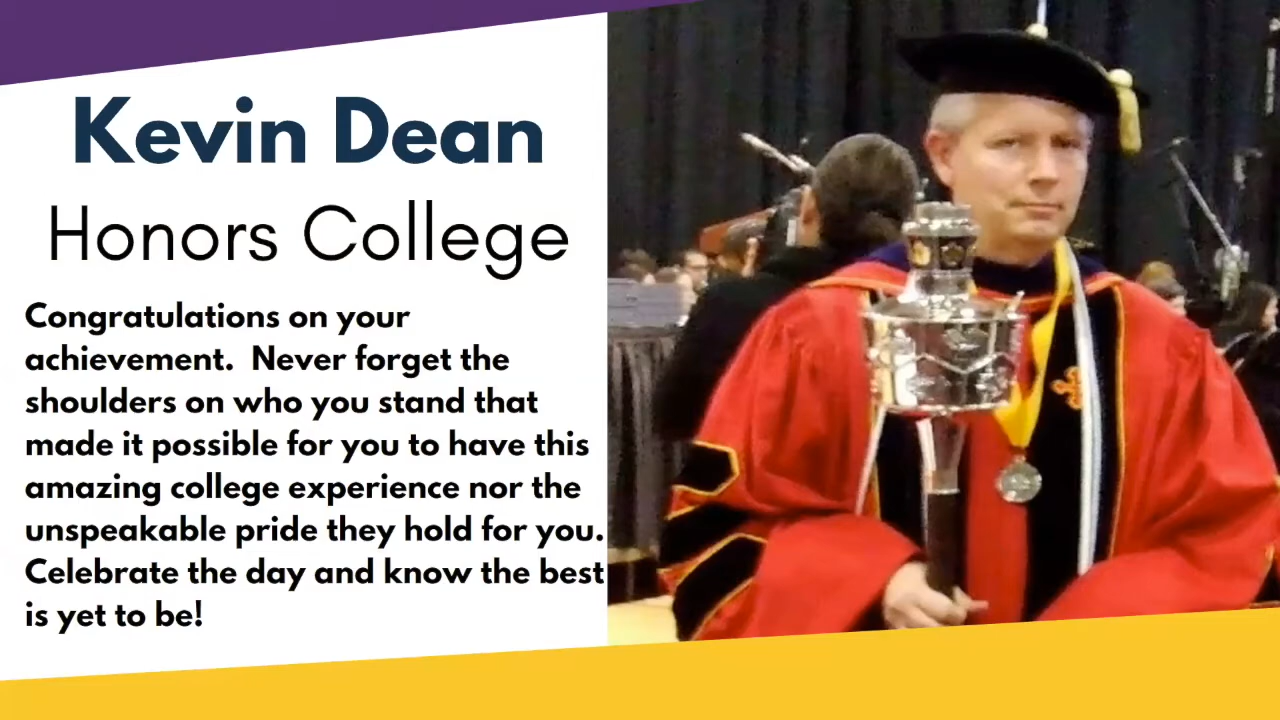 Kevin Dean
Honors College
Congratulations on your
achievement.  Never forget the
shoulders on who you stand that
made it possible for you to have this
amazing college experience nor the
unspeakable pride they hold for you.
Celebrate the day and know the best
is yet to be!